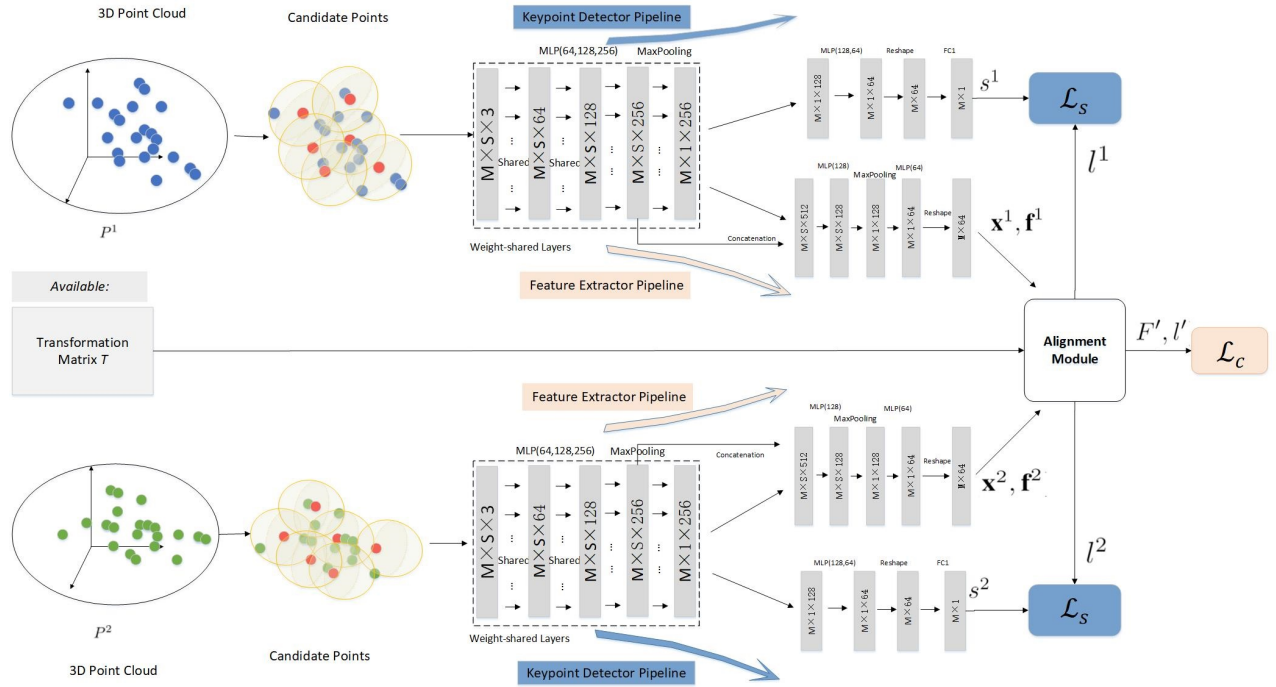 3D Point Cloud
Candidate Points
Keypoint Detector Pipeline
MLP(64,128,256)
MaxPooling
M×S×3
M×S×64
M×S×128
M×S×256
M×1×256
Shared
Shared
...
...
...
...
Shared
Shared
...
...
...
...
Weight-shared Layers
MLP(128,64)
Reshape
FC1
M×1×128
M×1×64
M×64
M×1
s¹
ℒs
l¹
MLP(128)
MaxPooling
MLP(64)
Reshape
Concatenation
M×S×512
M×S×128
M×1×128
M×1×64
M×64
x¹, f¹
P¹
Feature Extractor Pipeline
Available:
Transformation
Matrix T
Alignment
Module
F′, l′
ℒc
Feature Extractor Pipeline
MLP(64,128,256)
MaxPooling
M×S×3
M×S×64
M×S×128
M×S×256
M×1×256
Shared
Shared
...
...
...
...
Shared
Shared
...
...
...
...
Weight-shared Layers
MLP(128)
MaxPooling
MLP(64)
Reshape
Concatenation
M×S×512
M×S×128
M×1×128
M×1×64
M×64
x², f²
l²
MLP(128,64)
Reshape
FC1
M×1×128
M×1×64
M×64
M×1
s²
ℒs
P²
3D Point Cloud
Candidate Points
Keypoint Detector Pipeline